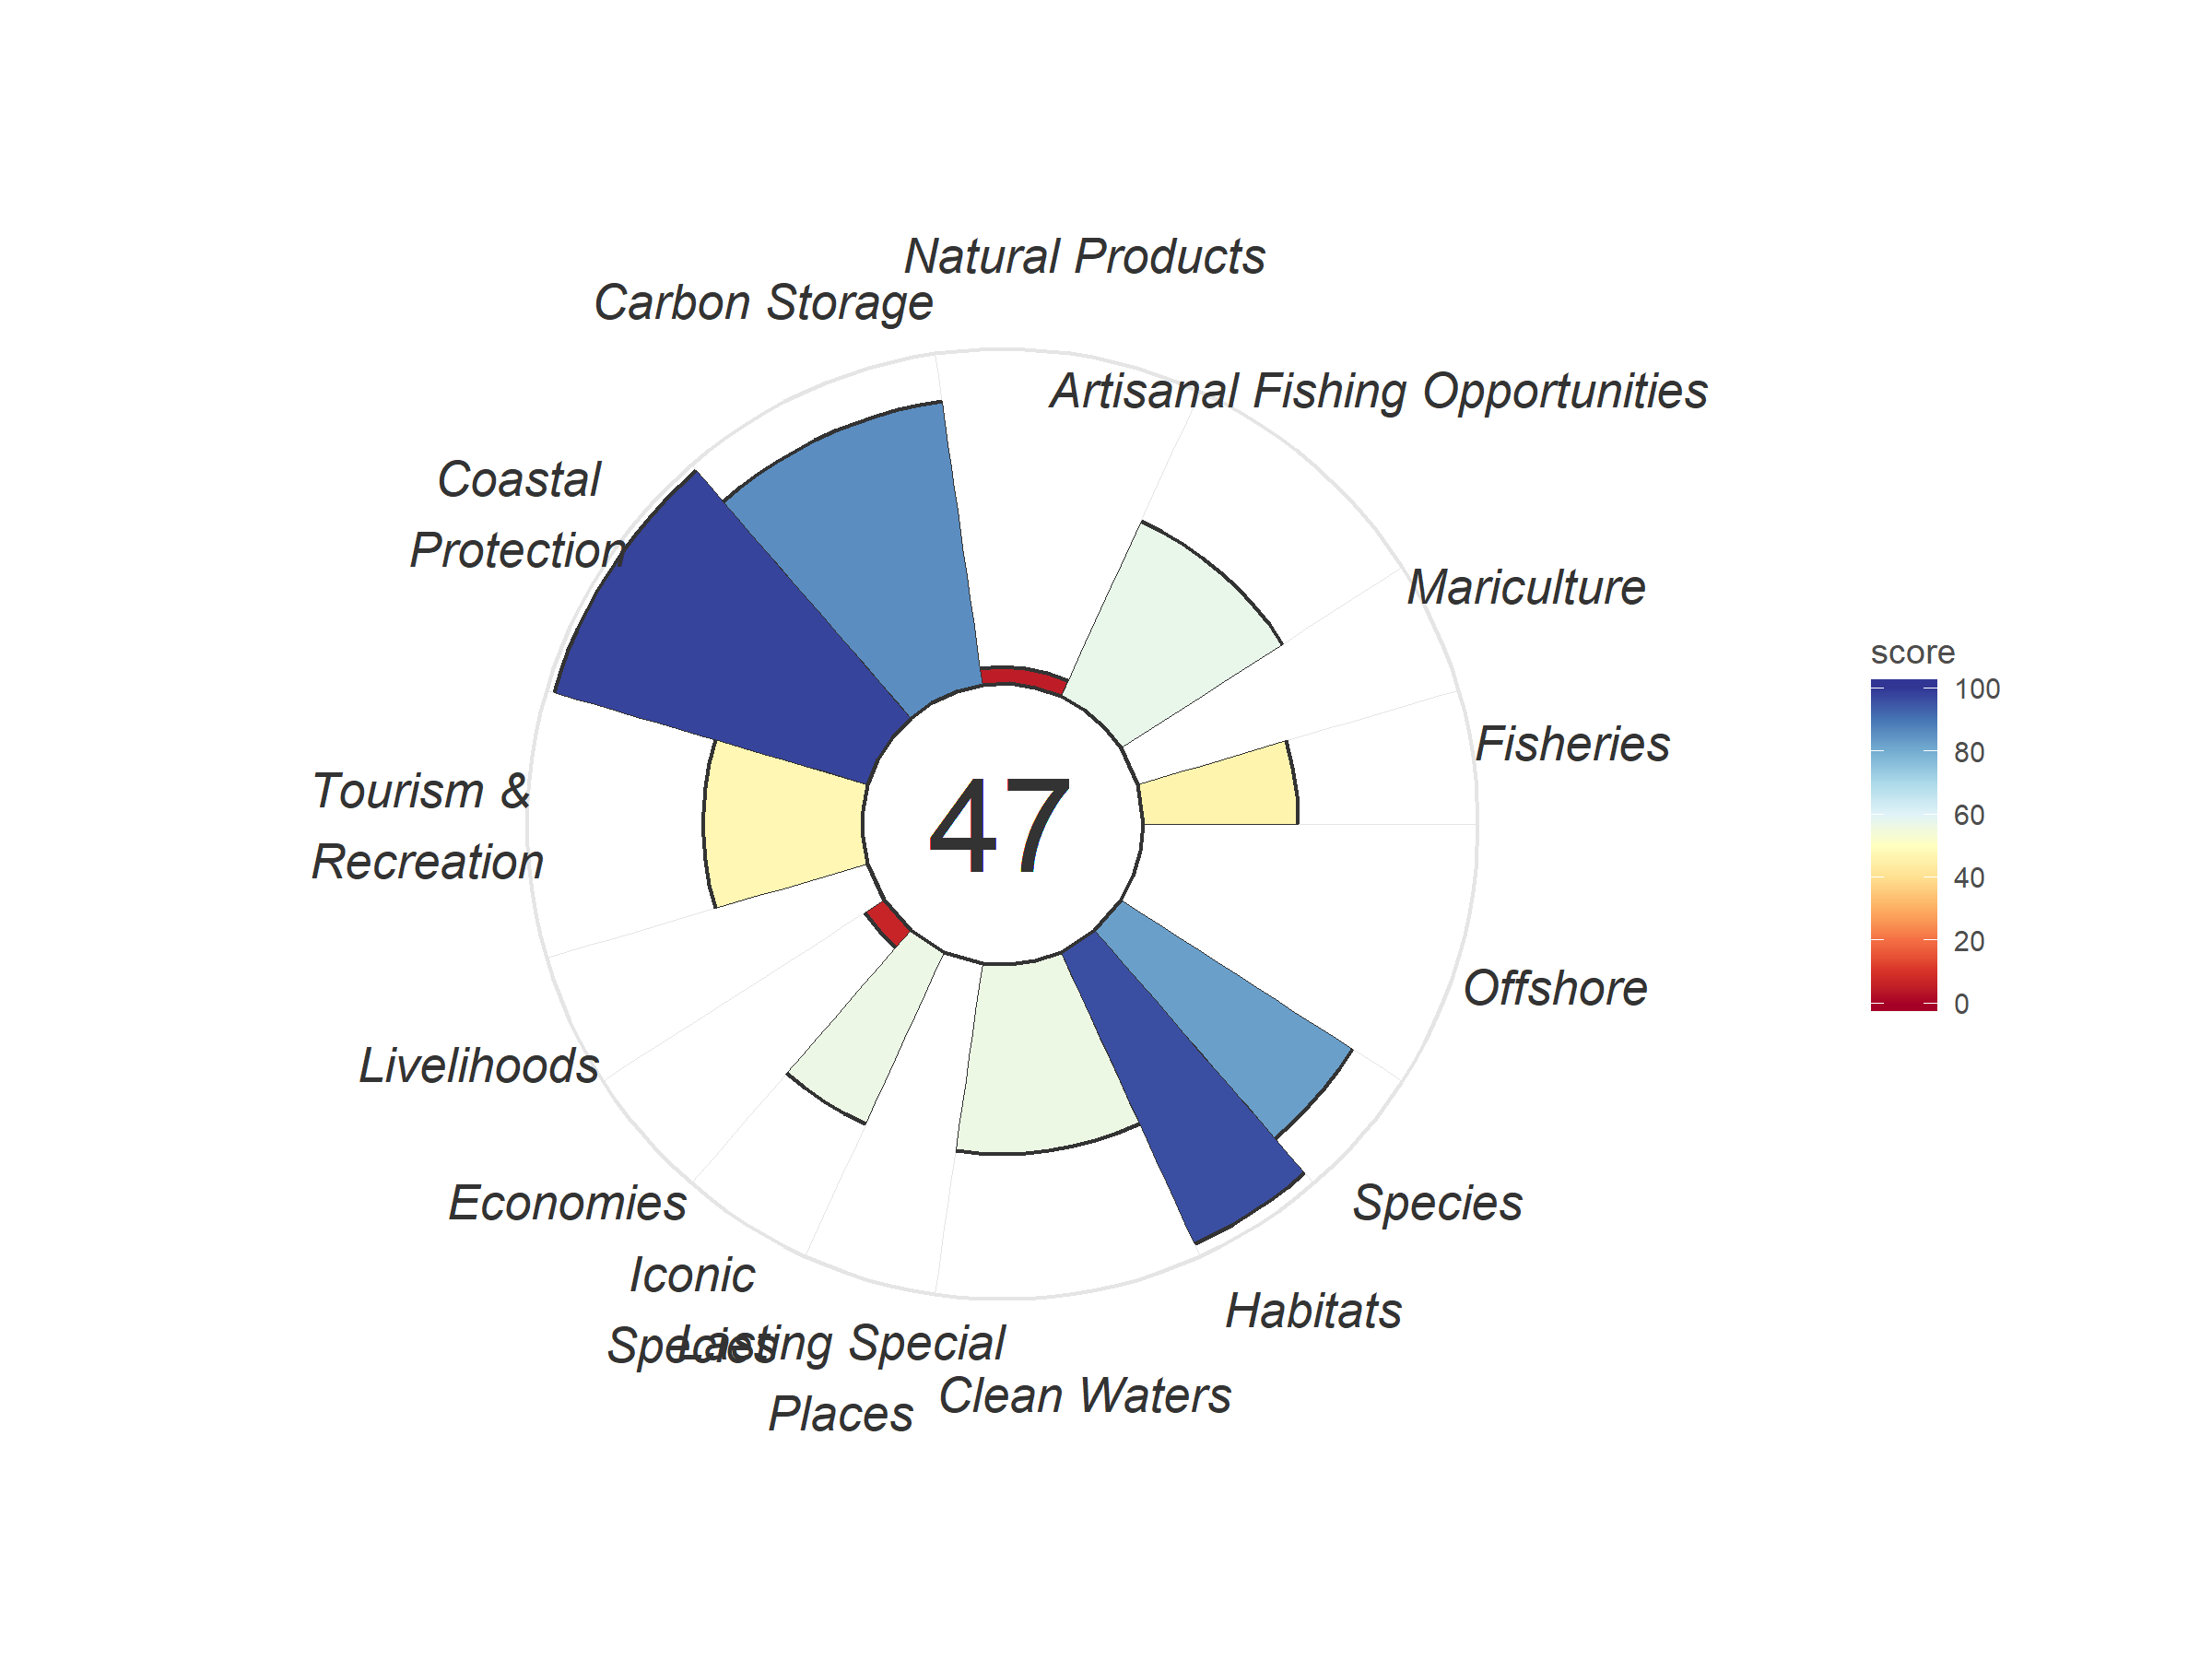 Natural Products
Carbon Storage
Artisanal Fishing Opportunities
Coastal
Protection
Mariculture
score
100
80
60
40
20
0
Fisheries
Tourism &
Recreation
47
Offshore
Livelihoods
Economies
Species
Iconic
Species
Habitats
Lasting Special
Places
Clean Waters